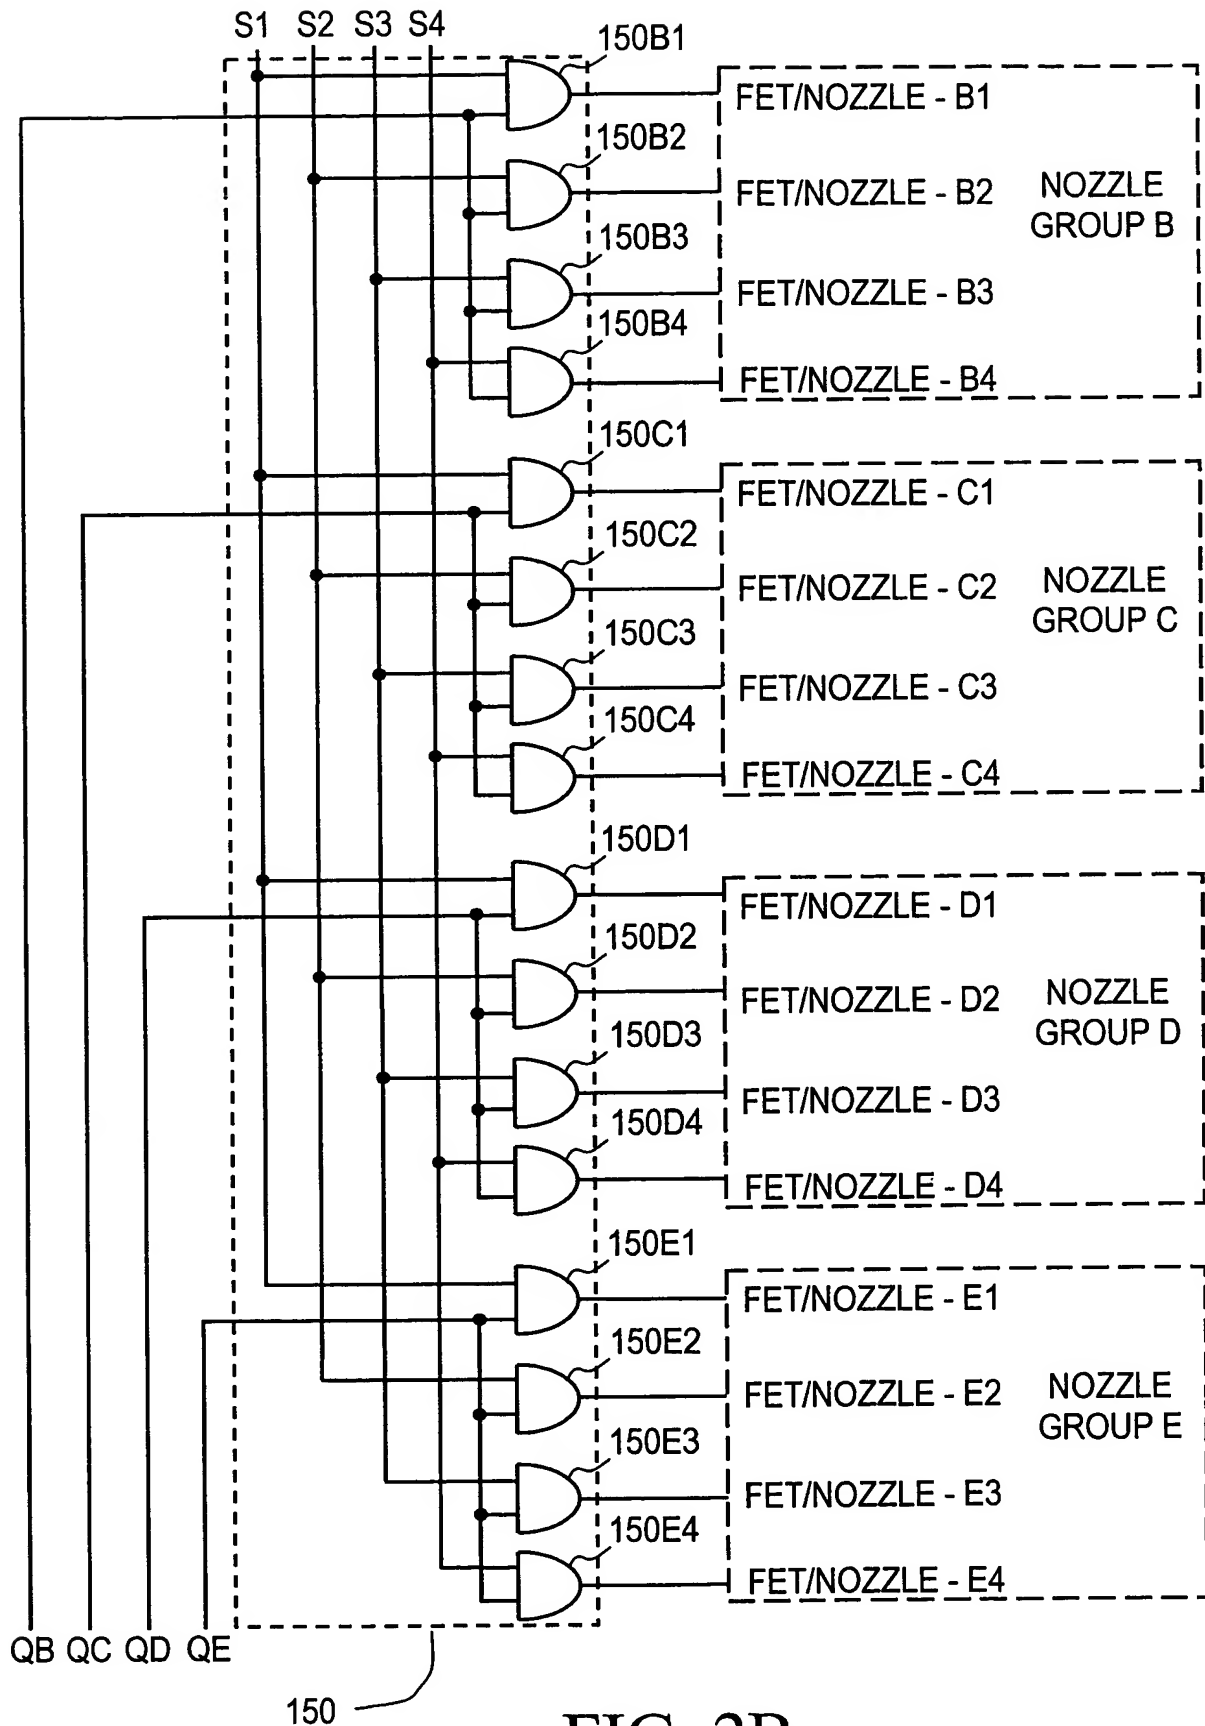 S1 S2 S3 S4
150B1
FET/NOZZLE - B1
150B2
FET/NOZZLE - B2
NOZZLE
GROUP B
150B3
FET/NOZZLE - B3
150B4
FET/NOZZLE - B4
150C1
FET/NOZZLE - C1
150C2
FET/NOZZLE - C2
NOZZLE
GROUP C
150C3
FET/NOZZLE - C3
150C4
FET/NOZZLE - C4
150D1
FET/NOZZLE - D1
150D2
FET/NOZZLE - D2
NOZZLE
GROUP D
150D3
FET/NOZZLE - D3
150D4
FET/NOZZLE - D4
150E1
FET/NOZZLE - E1
150E2
FET/NOZZLE - E2
NOZZLE
GROUP E
150E3
FET/NOZZLE - E3
150E4
FET/NOZZLE - E4
QB QC QD QE
150
FIG. 2B